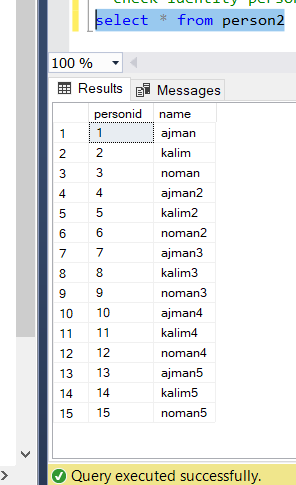 check identity perso
select * from person2
100 %
Results Messages
personid name
1 1 ajman
2 2 kalim
3 3 noman
4 4 ajman2
5 5 kalim2
6 6 noman2
7 7 ajman3
8 8 kalim3
9 9 noman3
10 10 ajman4
11 11 kalim4
12 12 noman4
13 13 ajman5
14 14 kalim5
15 15 noman5
Query executed successfully.